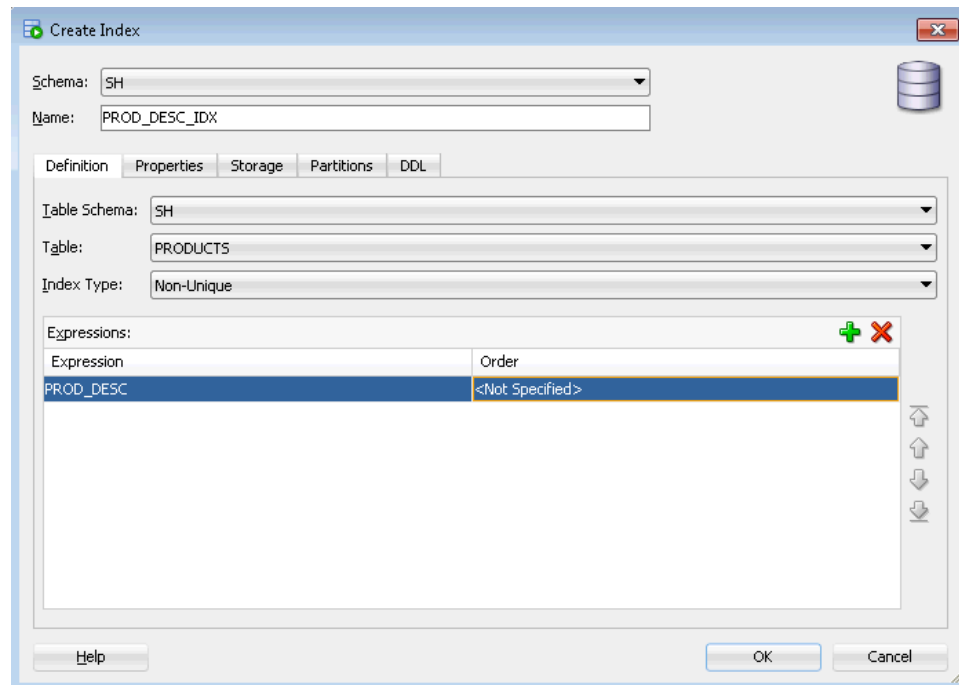 Create Index
Schema: SH
Name: PROD_DESC_IDX
Definition Properties Storage Partitions DDL
Table Schema: SH
Table: PRODUCTS
Index Type: Non-Unique
Expressions:
Expression Order
PROD_DESC <Not Specified>
Help OK Cancel